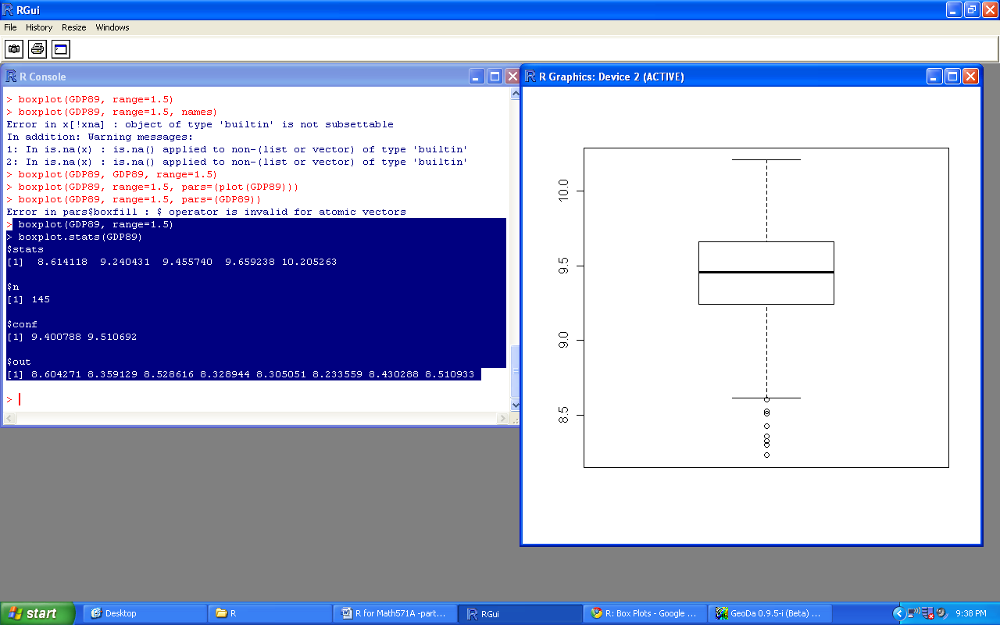 RGui
File History Resize Windows
R Console
> boxplot(GDP89, range=1.5)
> boxplot(GDP89, range=1.5, names)
Error in x[!xna] : object of type 'builtin' is not subsettable
In addition: Warning messages:
1: In is.na(x) : is.na() applied to non-(list or vector) of type 'builtin'
2: In is.na(x) : is.na() applied to non-(list or vector) of type 'builtin'
> boxplot(GDP89, GDP89, range=1.5)
> boxplot(GDP89, range=1.5, pars=(plot(GDP89)))
> boxplot(GDP89, range=1.5, pars=(GDP89))
Error in pars$boxfill : $ operator is invalid for atomic vectors
> boxplot(GDP89, range=1.5)
> boxplot.stats(GDP89)
$stats
[1]  8.614118  9.240431  9.455740  9.659238 10.205263
$n
[1] 145
$conf
[1] 9.400788 9.510692
$out
[1] 8.604271 8.359129 8.528616 8.328944 8.305051 8.233559 8.430288 8.510933
>
R Graphics: Device 2 (ACTIVE)
10.0
9.5
9.0
8.5
start
Desktop
R
R for Math571A -part...
RGui
R: Box Plots - Google ...
GeoDa 0.9.5-i (Beta) ...
9:38 PM